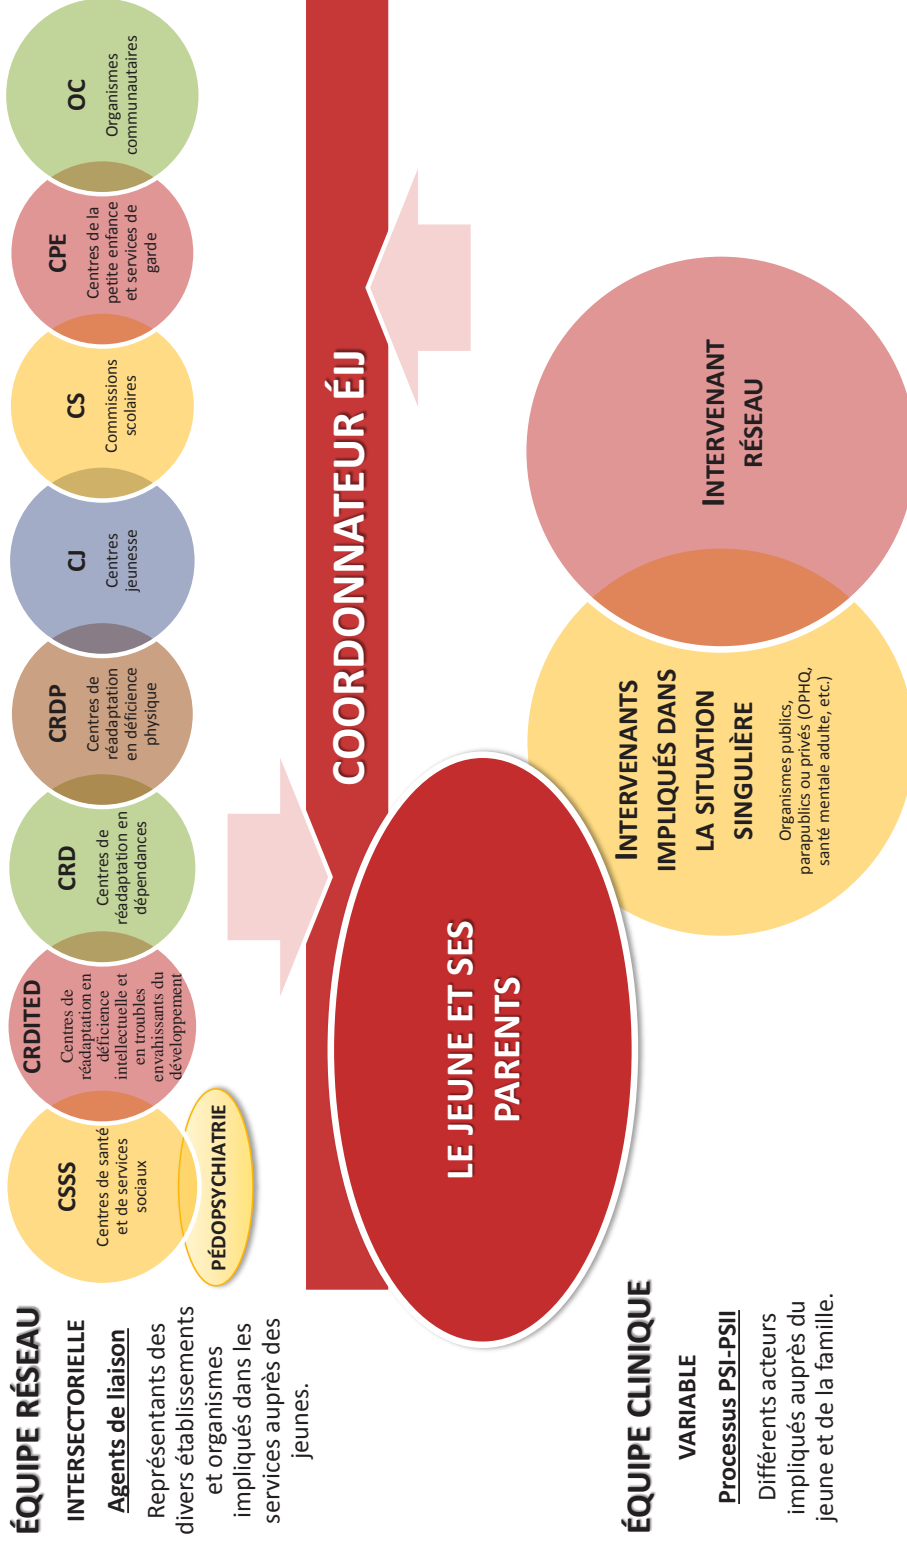 ÉQUIPE RÉSEAU
INTERSECTORIELLE
Agents de liaison
Représentants des
divers établissements
et organismes
impliqués dans les
services auprès des
jeunes.
CSSS
Centres de santé
et de services
sociaux
PÉDOPSYCHIATRIE
CRDITED
Centres de
réadaptation en
déficience
intellectuelle et
en troubles
envahissants du
développement
CRD
Centres de
réadaptation en
dépendances
CRDP
Centres de
réadaptation
en déficience
physique
CJ
Centres
jeunesse
CS
Commissions
scolaires
CPE
Centres de la
petite enfance
et services de
garde
OC
Organismes
communautaires
COORDONNATEUR ÉIJ
LE JEUNE ET SES
PARENTS
ÉQUIPE CLINIQUE
VARIABLE
Processus PSI-PSII
Différents acteurs
impliqués auprès du
jeune et de la famille.
INTERVENANTS
IMPLIQUÉS DANS
LA SITUATION
SINGULIÈRE
Organismes publics,
parapublics ou privés (OPHQ,
santé mentale adulte, etc.)
INTERVENANT
RÉSEAU